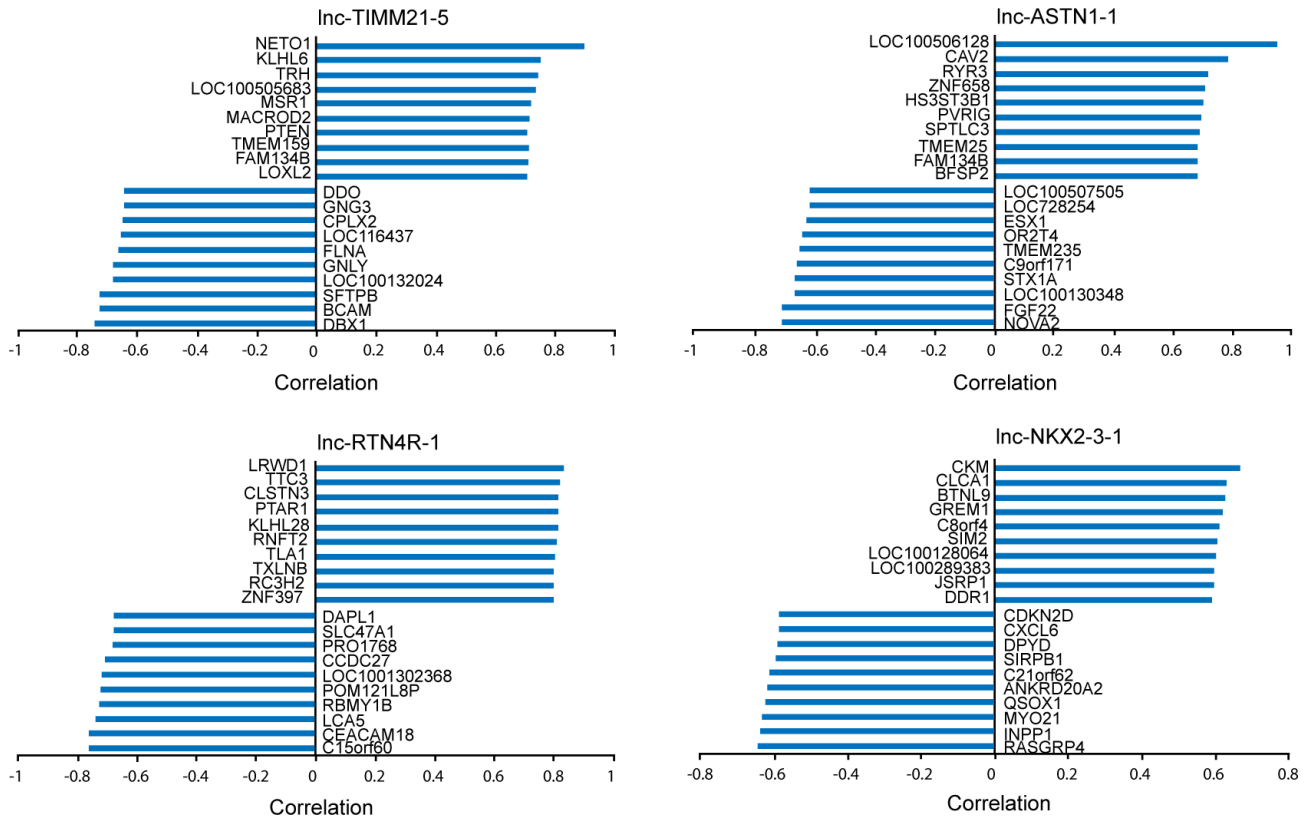 lnc-TIMM21-5
NETO1
KLHL6
TRH
LOC100505683
MSR1
MACROD2
PTEN
TMEM159
FAM134B
LOXL2
DDO
GNG3
CPLX2
LOC116437
FLNA
GNLY
LOC100132024
SFTPB
BCAM
DBX1
-1 -0.8 -0.6 -0.4 -0.2 0 0.2 0.4 0.6 0.8 1
Correlation
lnc-ASTN1-1
LOC100506128
CAV2
RYR3
ZNF658
HS3ST3B1
PVRIG
SPTLC3
TMEM25
FAM134B
BFSP2
LOC100507505
LOC728254
ESX1
OR2T4
TMEM235
C9orf171
STX1A
LOC100130348
FGF22
NOVA2
-1 -0.8 -0.6 -0.4 -0.2 0 0.2 0.4 0.6 0.8 1
Correlation
lnc-RTN4R-1
LRWD1
TTC3
CLSTN3
PTAR1
KLHL28
RNFT2
TLA1
TXLNB
RC3H2
ZNF397
DAPL1
SLC47A1
PRO1768
CCDC27
LOC1001302368
POM121L8P
RBMY1B
LCA5
CEACAM18
C15orf60
-1 -0.8 -0.6 -0.4 -0.2 0 0.2 0.4 0.6 0.8 1
Correlation
lnc-NKX2-3-1
CKM
CLCA1
BTNL9
GREM1
C8orf4
SIM2
LOC100128064
LOC100289383
JSRP1
DDR1
CDKN2D
CXCL6
DPYD
SIRPB1
C21orf62
ANKRD20A2
QSOX1
MYO21
INPP1
RASGRP4
-0.8 -0.6 -0.4 -0.2 0 0.2 0.4 0.6 0.8
Correlation